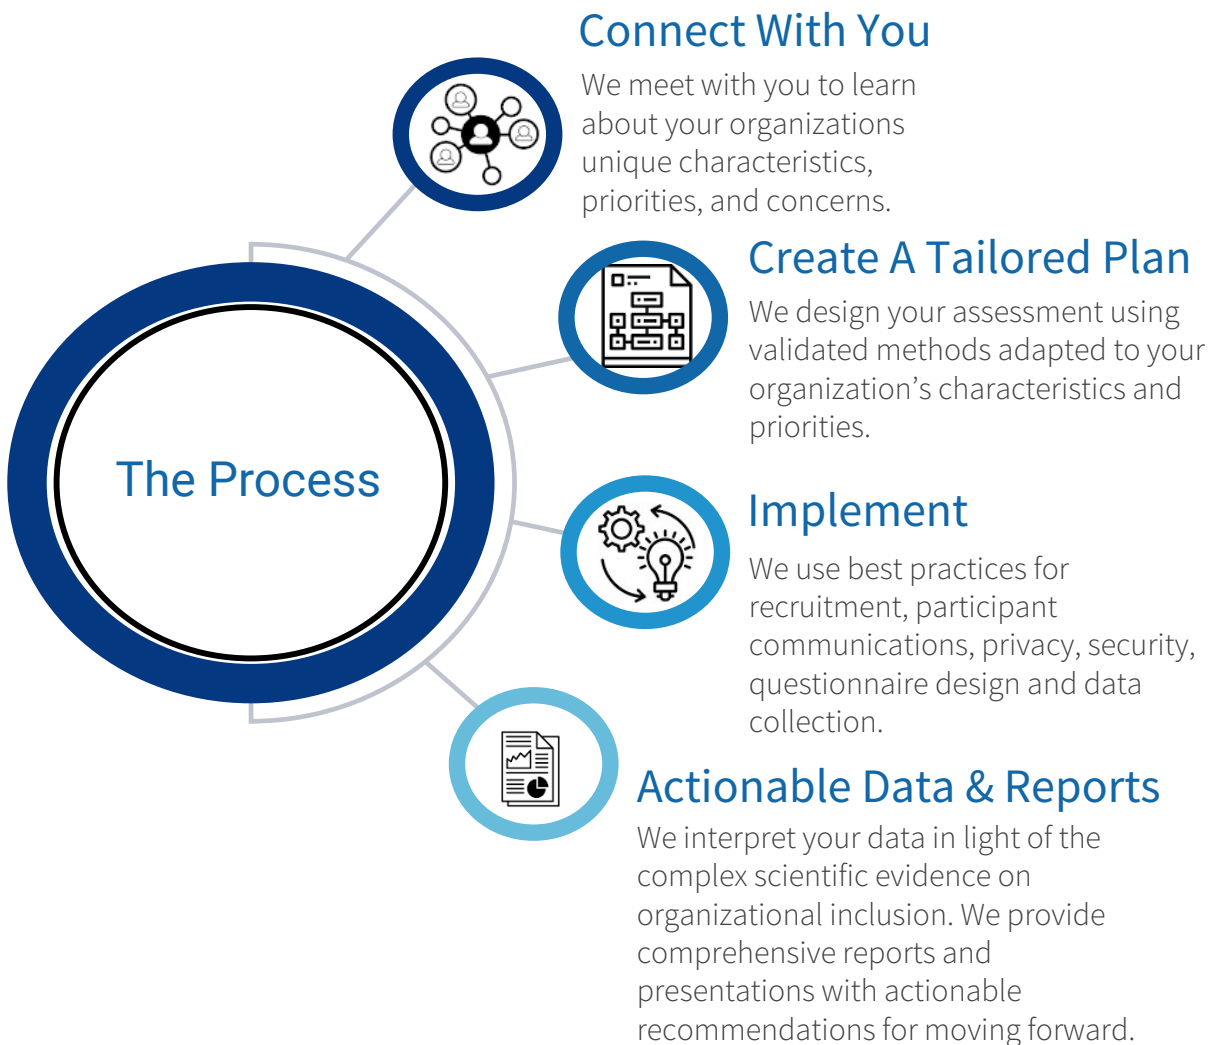 Connect With You
We meet with you to learn
about your organizations
unique characteristics,
priorities, and concerns.
Create A Tailored Plan
We design your assessment using
validated methods adapted to your
organization’s characteristics and
priorities.
The Process
Implement
We use best practices for
recruitment, participant
communications, privacy, security,
questionnaire design and data
collection.
Actionable Data & Reports
We interpret your data in light of the
complex scientific evidence on
organizational inclusion. We provide
comprehensive reports and
presentations with actionable
recommendations for moving forward.